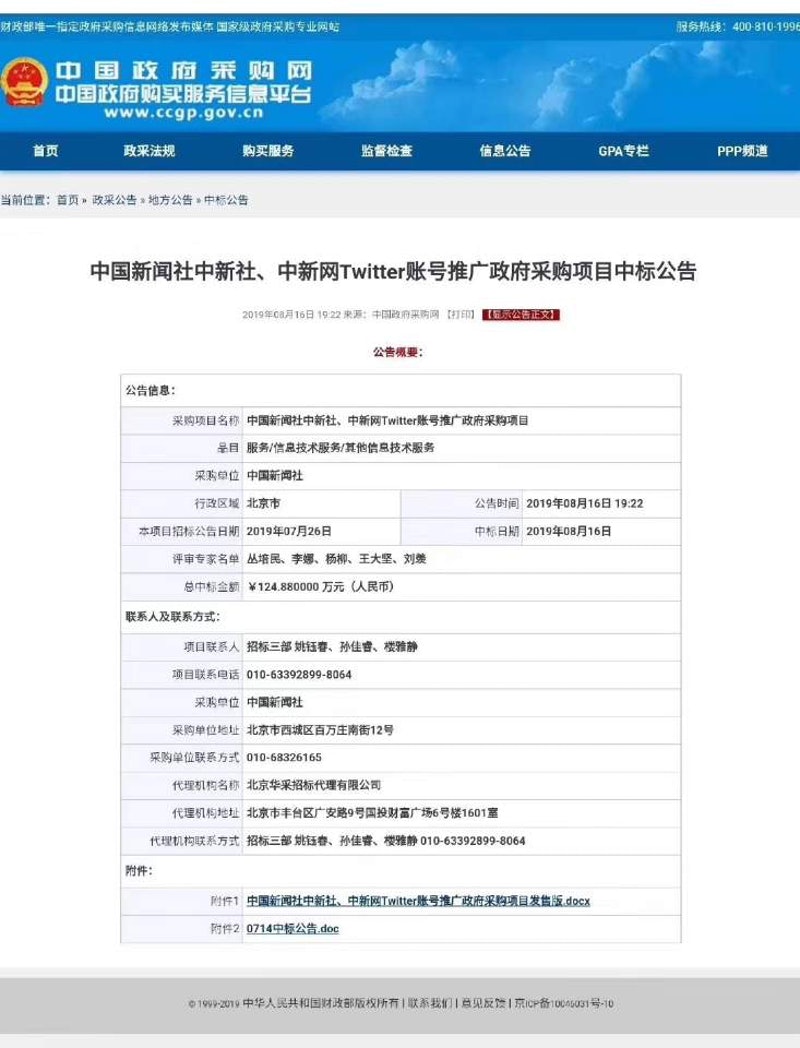 财政部唯一指定政府采购信息网络发布媒体 国家级政府采购专业网站 服务热线：400-810-1996
中国政府采购网
中国政府购买服务信息平台
www.ccgp.gov.cn
首页 政采法规 购买服务 监督检查 信息公告 GPA专栏 PPP频道
当前位置：首页 » 政采公告 » 地方公告 » 中标公告
中国新闻社中新社、中新网Twitter账号推广政府采购项目中标公告
2019年08月16日 19:22 来源：中国政府采购网 【打印】 【显示公告正文】
公告概要：
公告信息：
采购项目名称 中国新闻社中新社、中新网Twitter账号推广政府采购项目
品目 服务/信息技术服务/其他信息技术服务
采购单位 中国新闻社
行政区域 北京市 公告时间 2019年08月16日 19:22
本项目招标公告日期 2019年07月26日 中标日期 2019年08月16日
评审专家名单 丛培民、李娜、杨柳、王大坚、刘羡
总中标金额 ￥124.880000 万元（人民币）
联系人及联系方式：
项目联系人 招标三部 姚钰春、孙佳睿、楼雅静
项目联系电话 010-63392899-8064
采购单位 中国新闻社
采购单位地址 北京市西城区百万庄南街12号
采购单位联系方式 010-68326165
代理机构名称 北京华采招标代理有限公司
代理机构地址 北京市丰台区广安路9号国投财富广场6号楼1601室
代理机构联系方式 招标三部 姚钰春、孙佳睿、楼雅静 010-63392899-8064
附件：
附件1 中国新闻社中新社、中新网Twitter账号推广政府采购项目发售版.docx
附件2 0714中标公告.doc
© 1999-2019 中华人民共和国财政部版权所有 | 联系我们 | 意见反馈 | 京ICP备10046031号-10